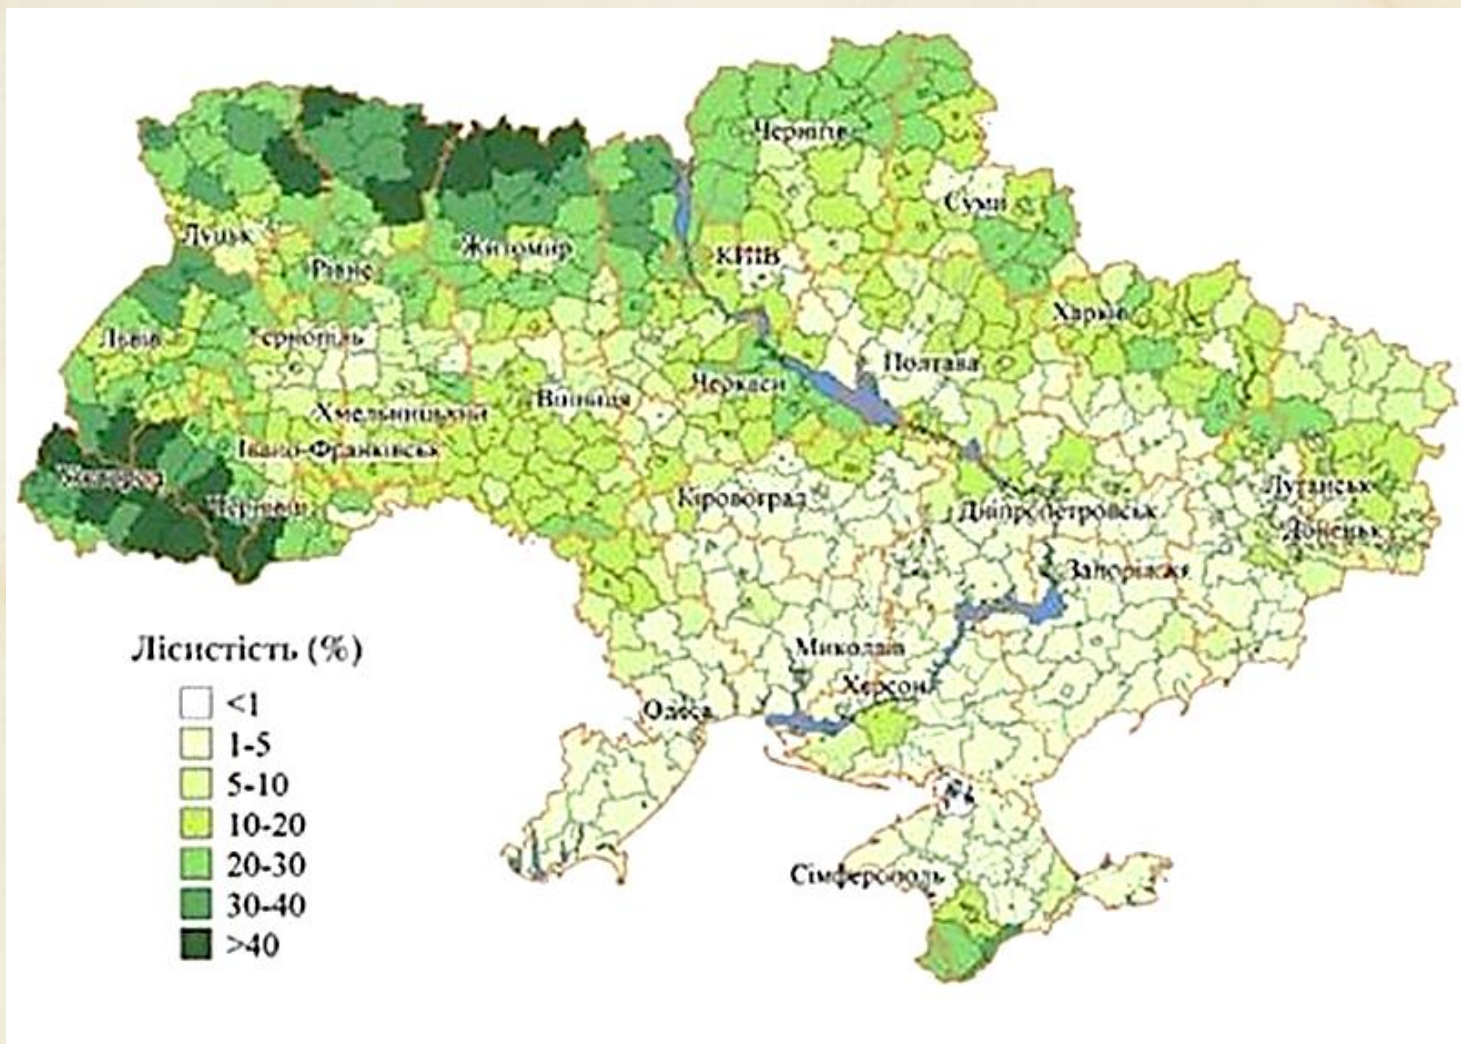 Чернігів
Суми
Луцьк
Житомир
КИЇВ
Рівне
Харків
Львів
Тернопіль
Полтава
Черкаси
Вінниця
Хмельницький
Івано-Франківськ
Ужгород
Луганськ
Кіровоград
Чернівці
Дніпропетровськ
Донецьк
Запоріжжя
Миколаїв
Херсон
Одеса
Сімферополь
Лісистість (%)
<1
1-5
5-10
10-20
20-30
30-40
>40